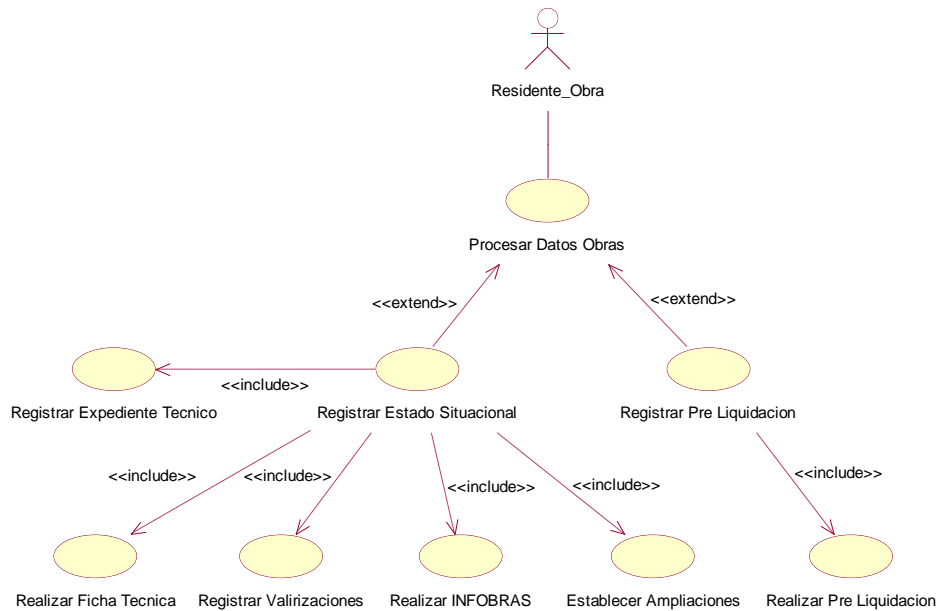 Residente_Obra
Procesar Datos Obras
<<extend>>
<<extend>>
<<include>>
Registrar Expediente Tecnico
Registrar Estado Situacional
Registrar Pre Liquidacion
<<include>>
<<include>>
<<include>>
<<include>>
<<include>>
Realizar Ficha Tecnica
Registrar Valirizaciones
Realizar INFOBRAS
Establecer Ampliaciones
Realizar Pre Liquidacion